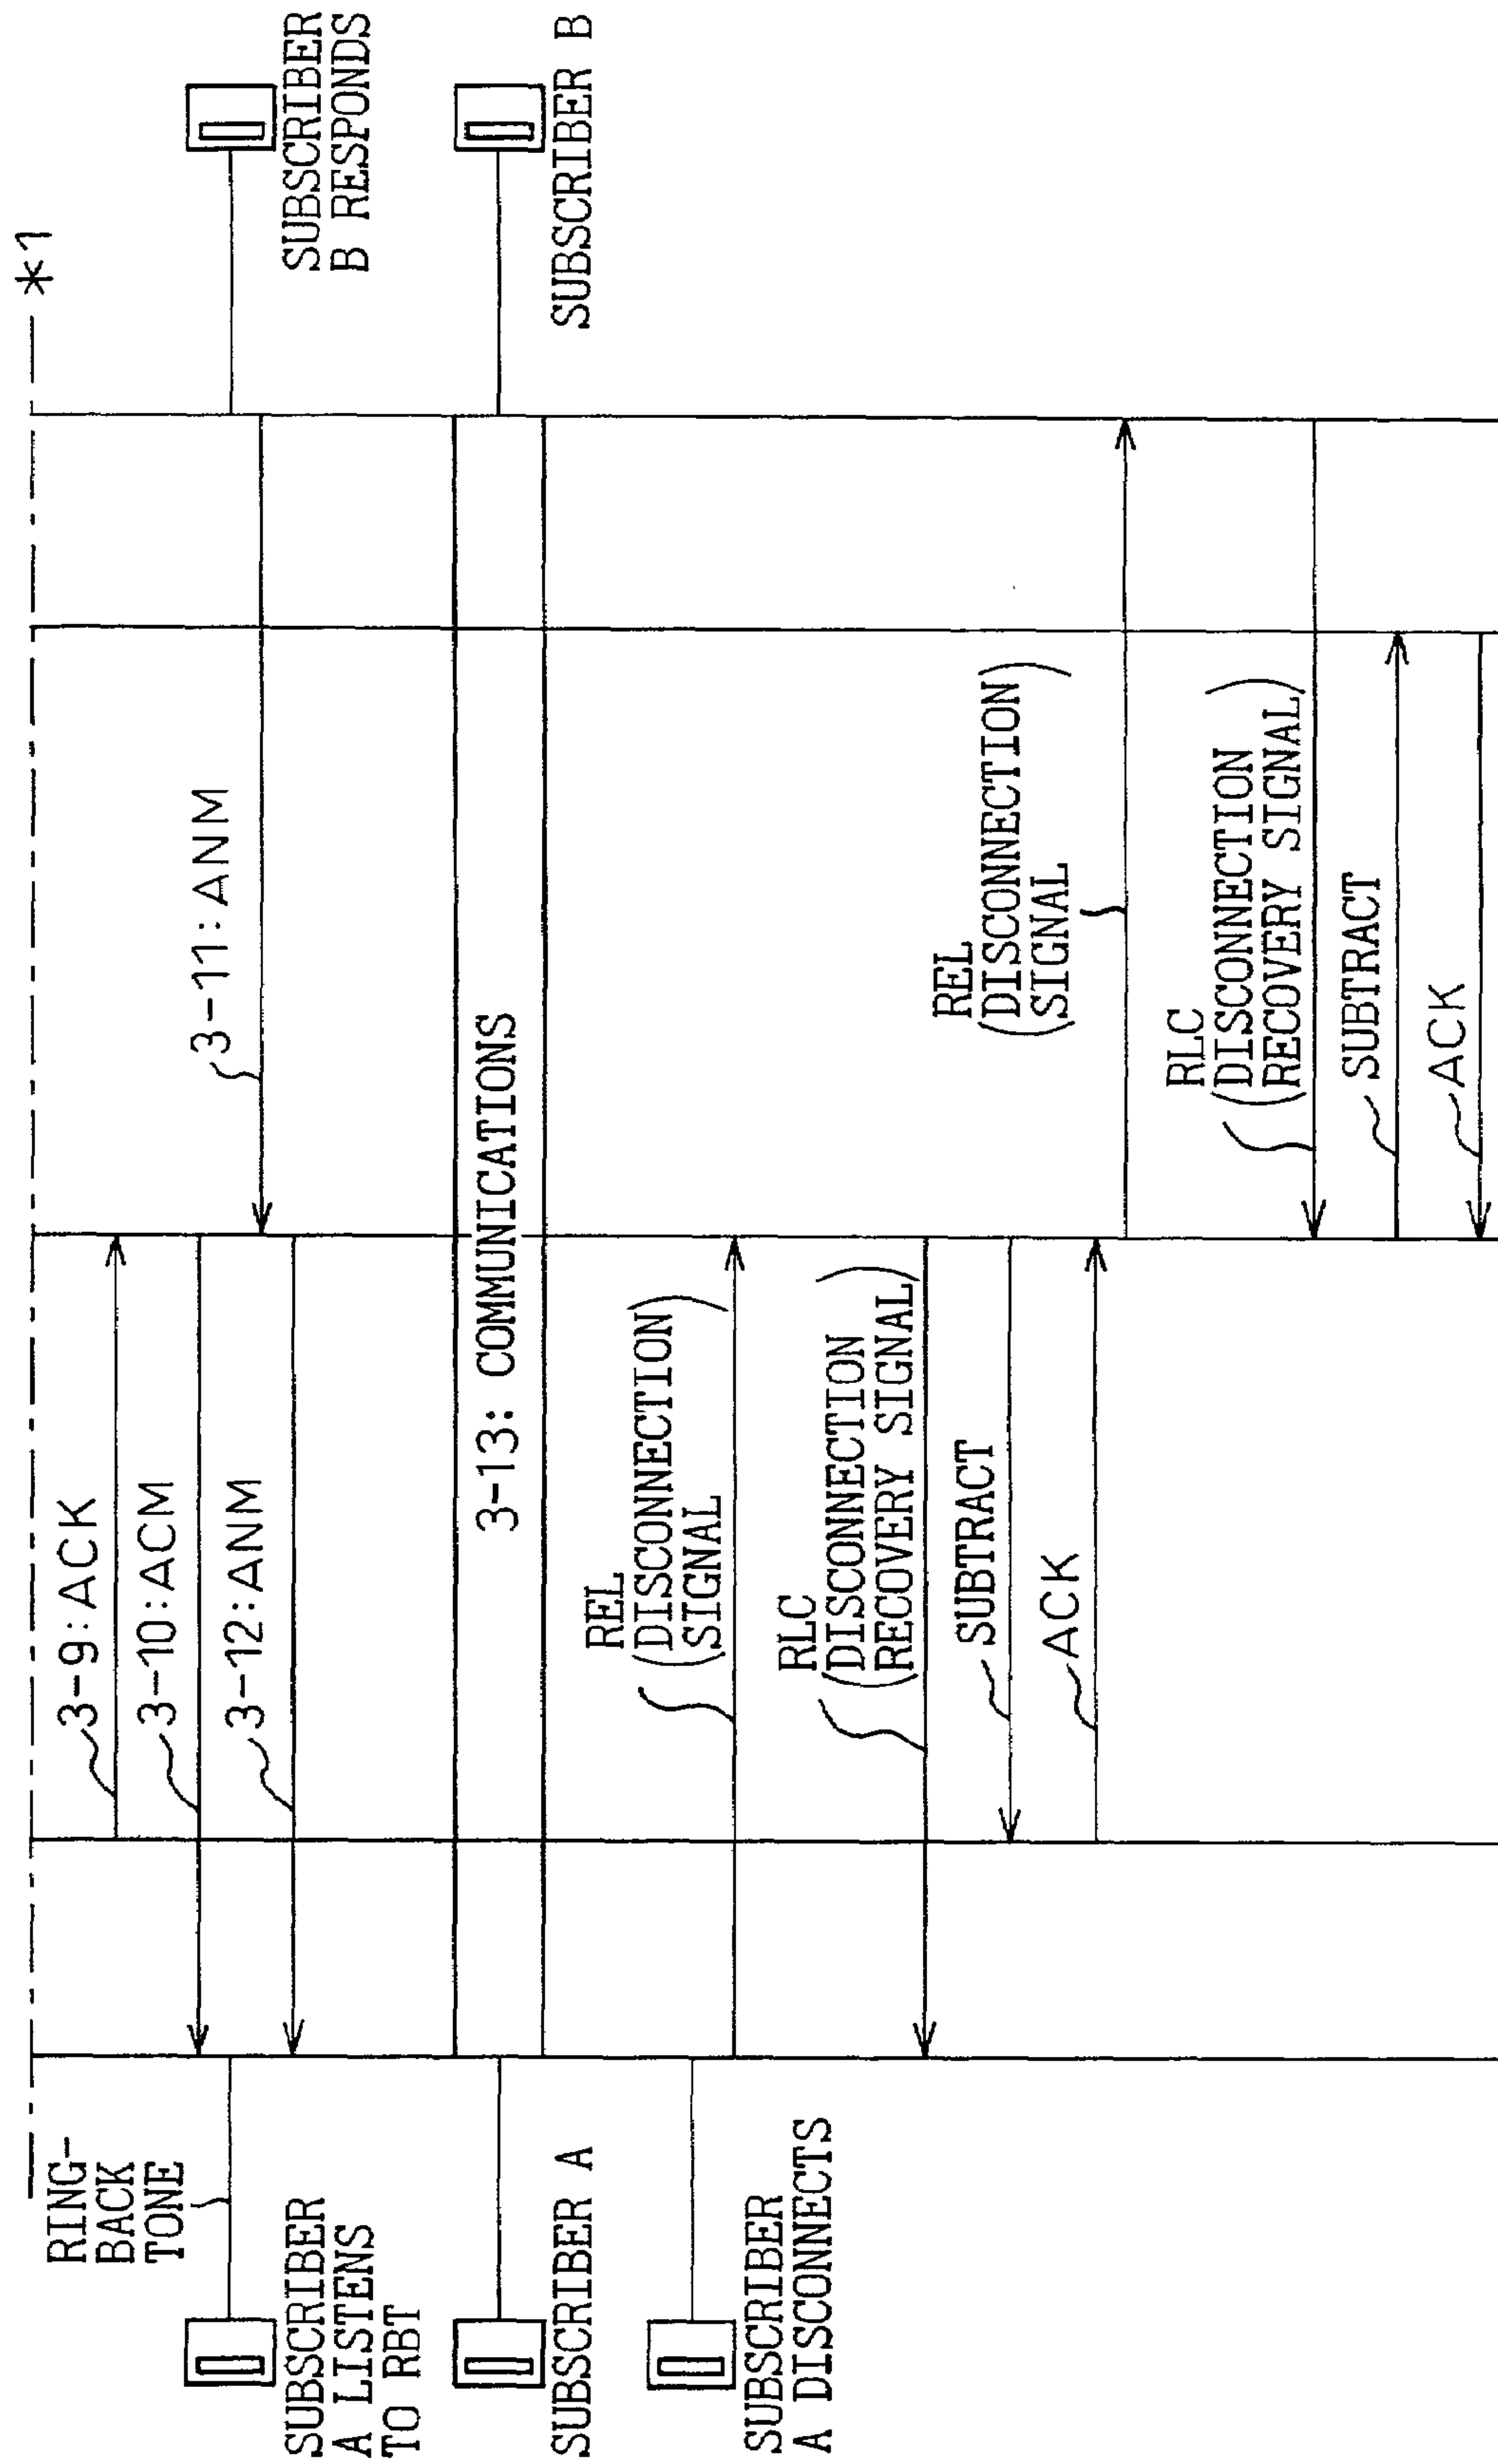 *1
RING-
BACK
TONE
SUBSCRIBER
A LISTENS
TO RBT
3-9:ACK
3-10:ACM
3-12:ANM
3-11:ANM
SUBSCRIBER
B RESPONDS
SUBSCRIBER A
3-13: COMMUNICATIONS
SUBSCRIBER B
SUBSCRIBER
A DISCONNECTS
REL
(DISCONNECTION
SIGNAL)
RLC
(DISCONNECTION
RECOVERY SIGNAL)
SUBTRACT
ACK
REL
(DISCONNECTION
SIGNAL)
RLC
(DISCONNECTION
RECOVERY SIGNAL)
SUBTRACT
ACK